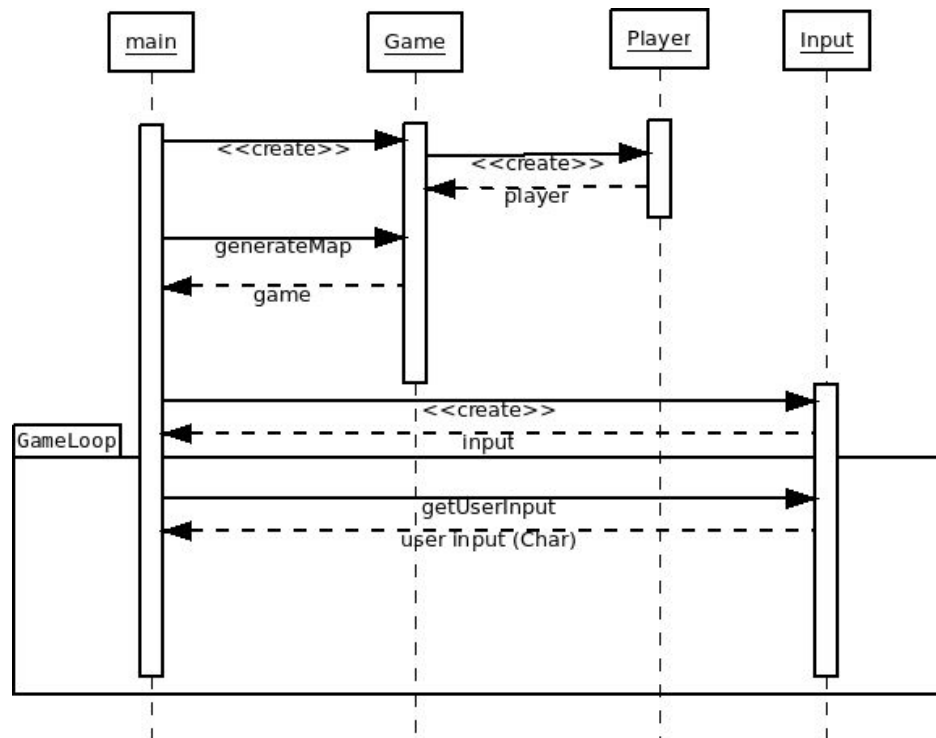 main
Game
Player
Input
<<create>>
<<create>>
player
generateMap
game
<<create>>
input
GameLoop
getUserInput
user input (Char)